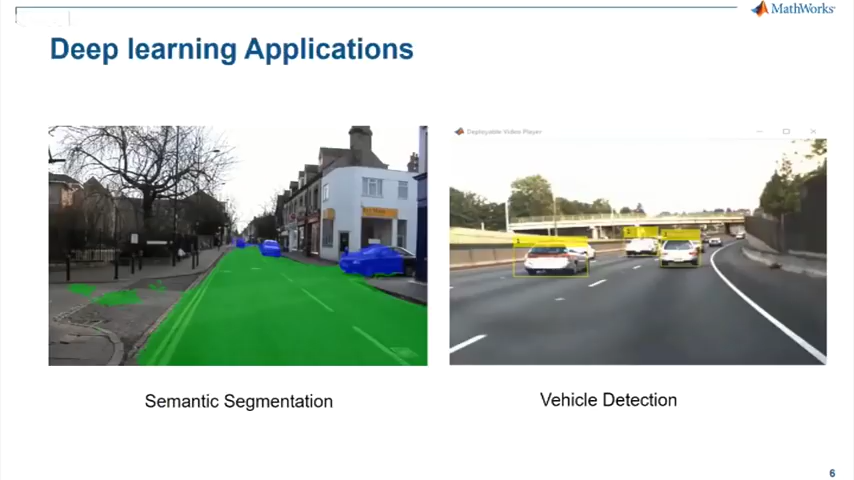 MathWorks
Deep learning Applications
Deployable Video Player
Semantic Segmentation
Vehicle Detection
6